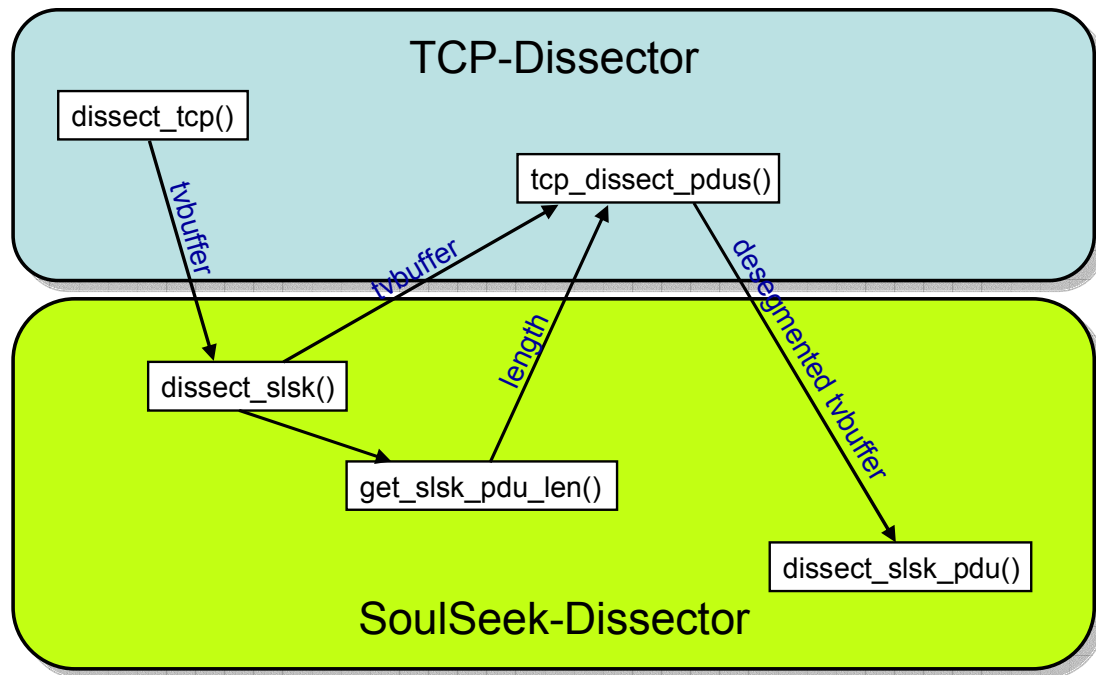 TCP-Dissector
dissect_tcp()
tcp_dissect_pdus()
tvbuffer
tvbuffer
desegmented tvbuffer
length
dissect_slsk()
get_slsk_pdu_len()
dissect_slsk_pdu()
SoulSeek-Dissector